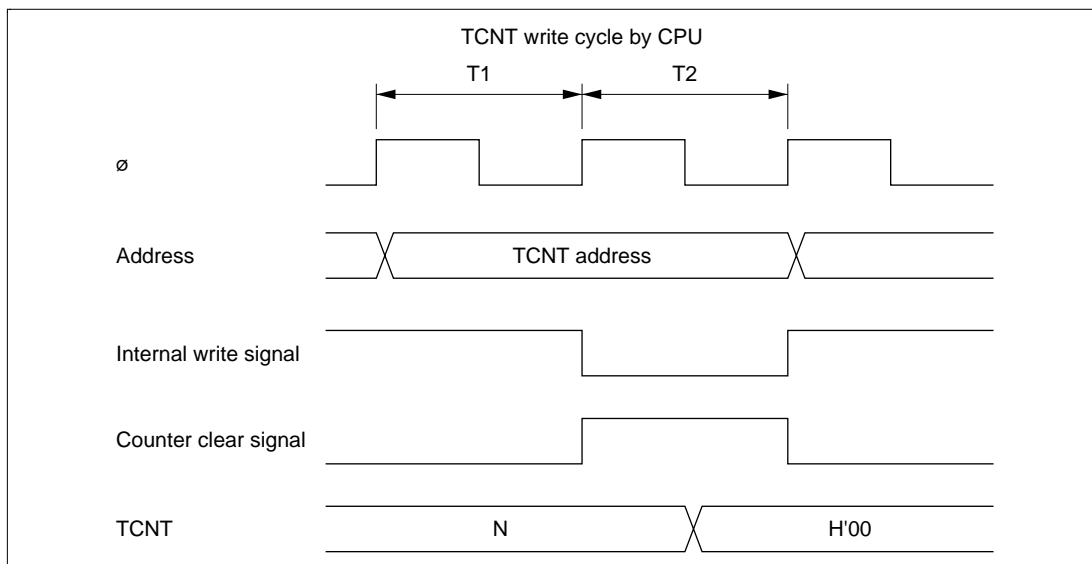 TCNT write cycle by CPU
T1 T2
ø
Address TCNT address
Internal write signal
Counter clear signal
TCNT N H'00